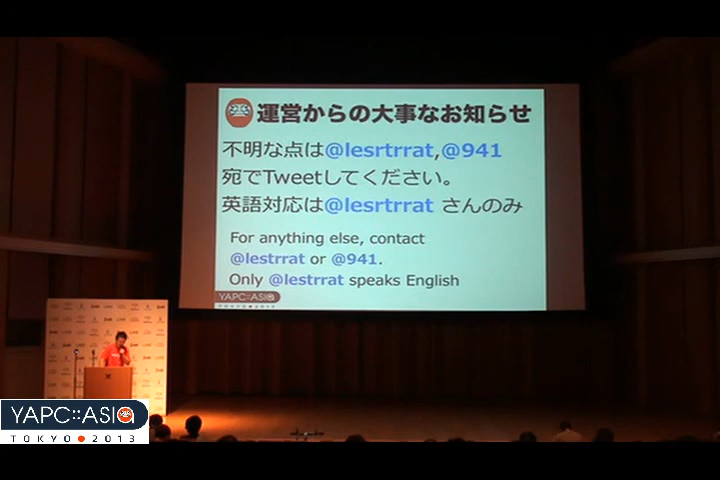 運営からの大事なお知らせ
不明な点は@lesrtrrat,@941
宛でTweetしてください。
英語対応は@lesrtrrat さんのみ
For anything else, contact
@lestrrat or @941.
Only @lestrrat speaks English
YAPC::ASIA
YAPC::ASIA
TOKYO●2013